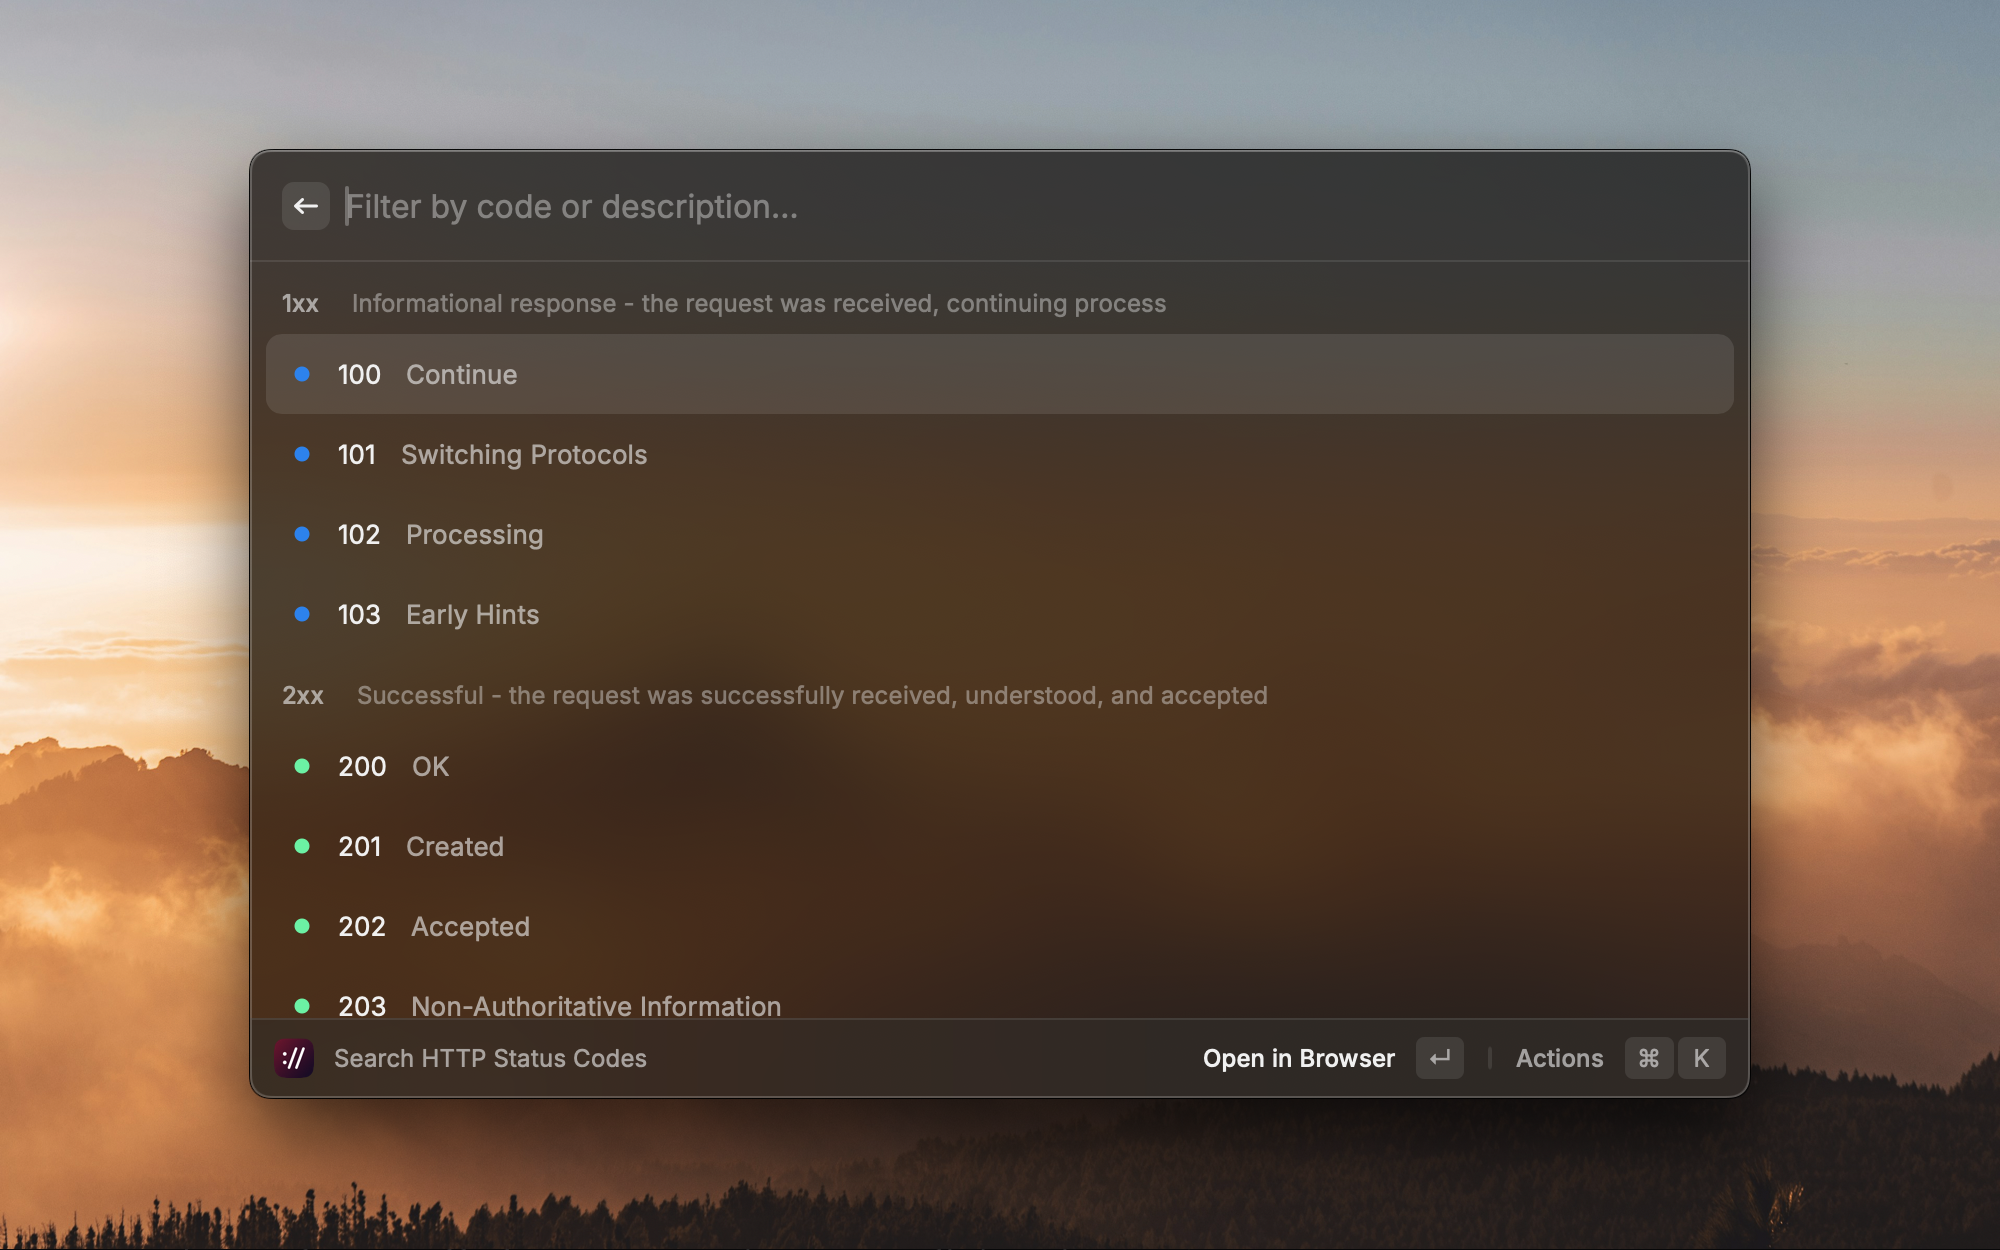 Filter by code or description...
1xx Informational response - the request was received, continuing process
100 Continue
101 Switching Protocols
102 Processing
103 Early Hints
2xx Successful - the request was successfully received, understood, and accepted
200 OK
201 Created
202 Accepted
203 Non-Authoritative Information
:// Search HTTP Status Codes Open in Browser ↵ Actions ⌘ K